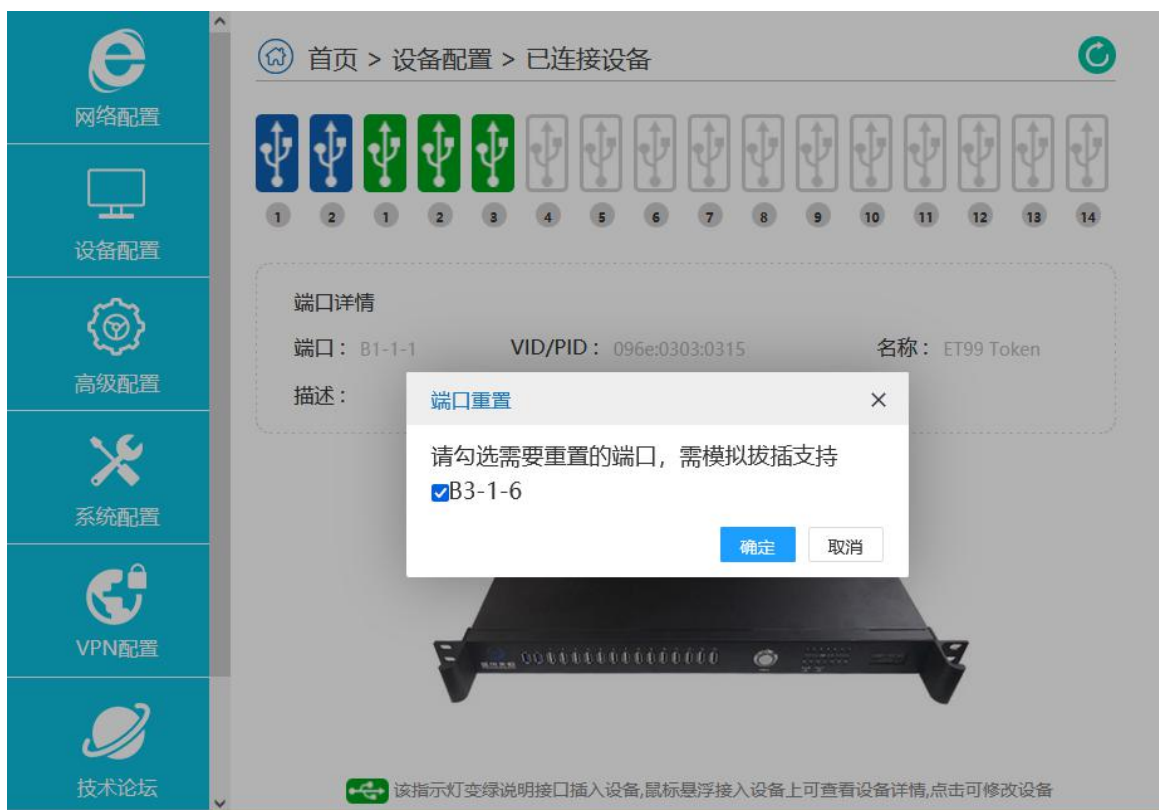 网络配置
设备配置
高级配置
系统配置
VPN配置
技术论坛
首页 > 设备配置 > 已连接设备
1 2 1 2 3 4 5 6 7 8 9 10 11 12 13 14
端口详情
端口： B1-1-1 VID/PID： 096e:0303:0315 名称： ET99 Token
描述：
端口重置
请勾选需要重置的端口，需模拟拔插支持
B3-1-6
确定 取消
该指示灯变绿说明接口插入设备,鼠标悬浮接入设备上可查看设备详情,点击可修改设备